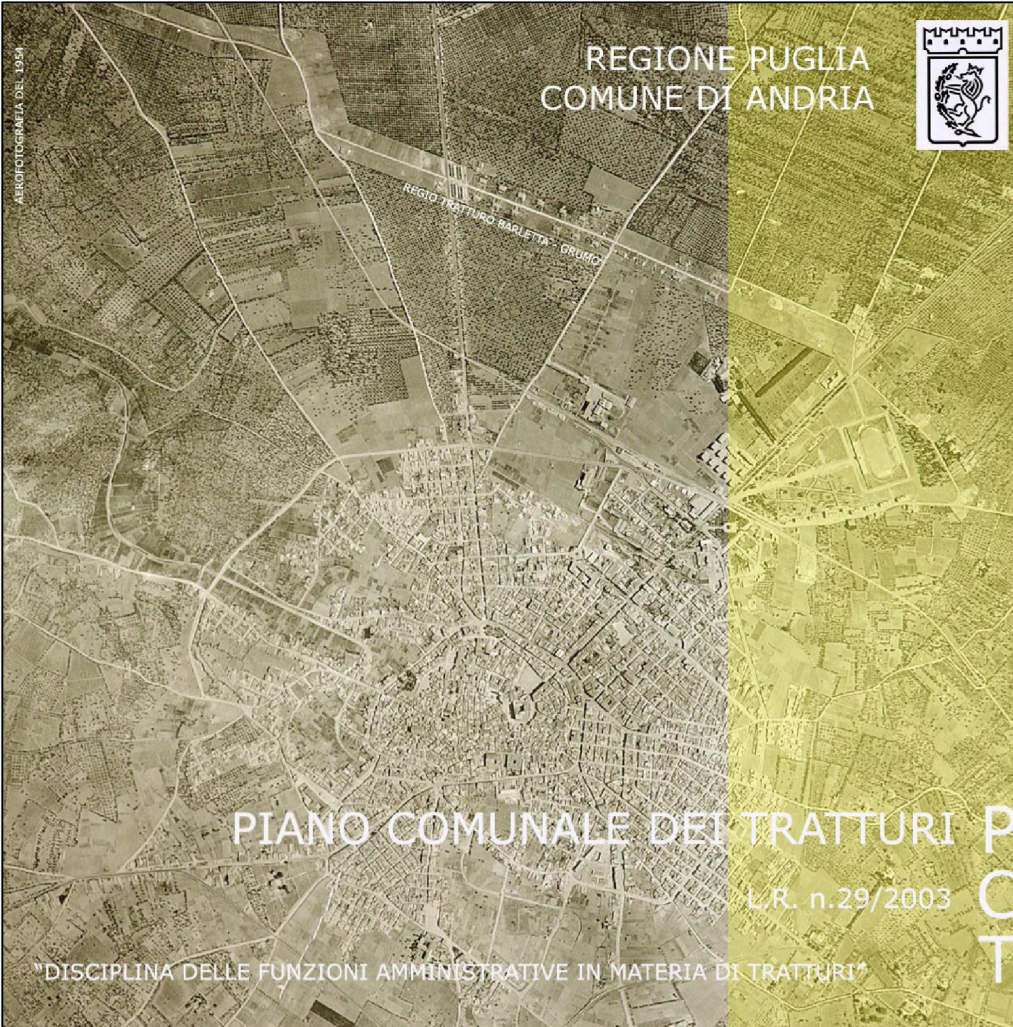 AEROFOTOGRAFIA DEL 1954
REGIONE PUGLIA
COMUNE DI ANDRIA
REGIO TRATTURO BARLETTA - GRUMO
PIANO COMUNALE DEI TRATTURI
L.R. n.29/2003
P
C
T
"DISCIPLINA DELLE FUNZIONI AMMINISTRATIVE IN MATERIA DI TRATTURI"